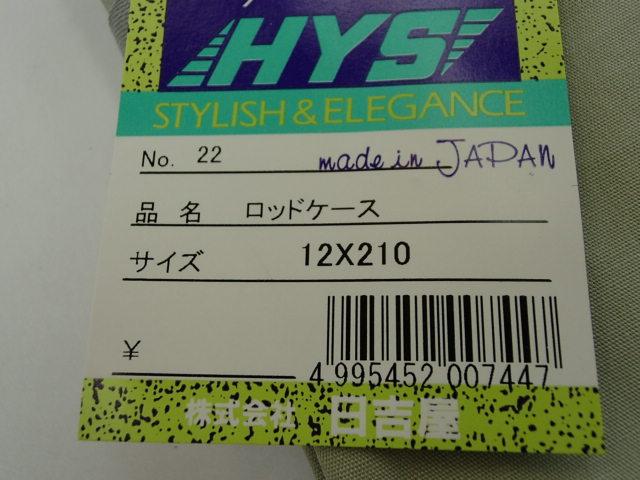 HYS
STYLISH & ELEGANCE
No. 22 made in JAPAN
品名 ロッドケース
サイズ 12X210
¥
4 995452 007447
株式会社 日吉屋